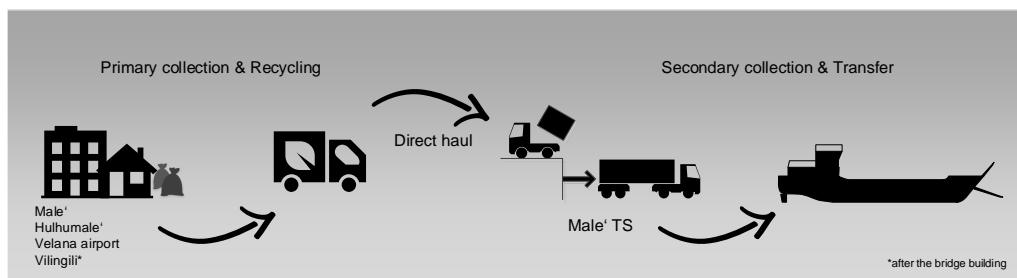 Primary collection & Recycling
Secondary collection & Transfer
Direct haul
Male‘
Hulhumale‘
Velana airport
Vilingili*
Male‘ TS
*after the bridge building